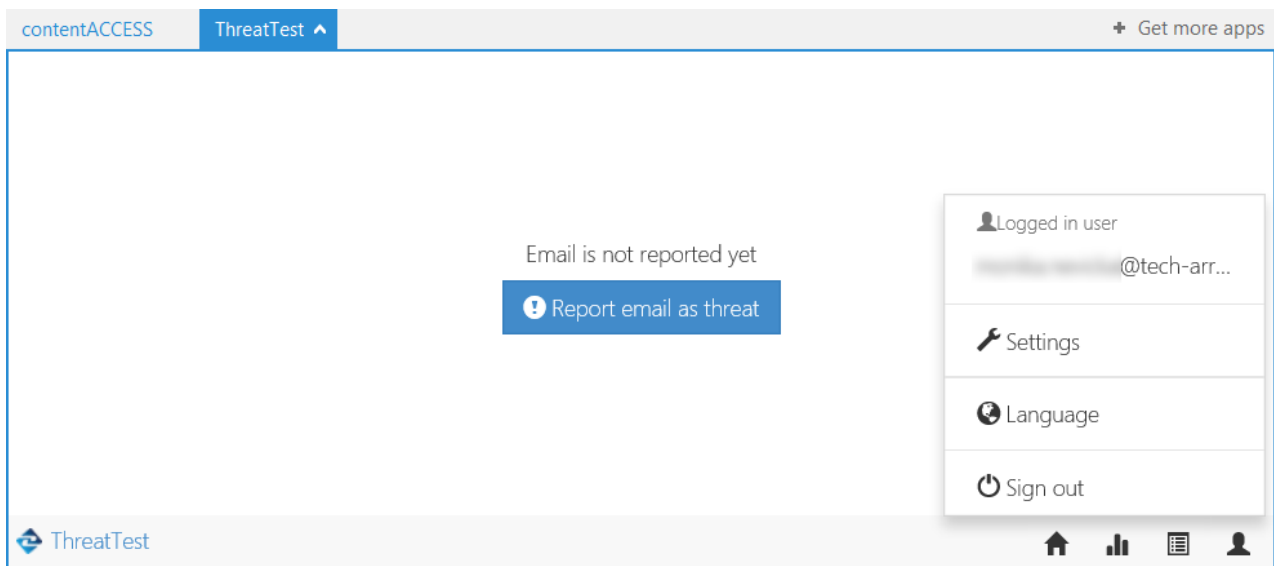 contentACCESS
ThreatTest
Get more apps
Email is not reported yet
Report email as threat
Logged in user
@tech-arr...
Settings
Language
Sign out
ThreatTest